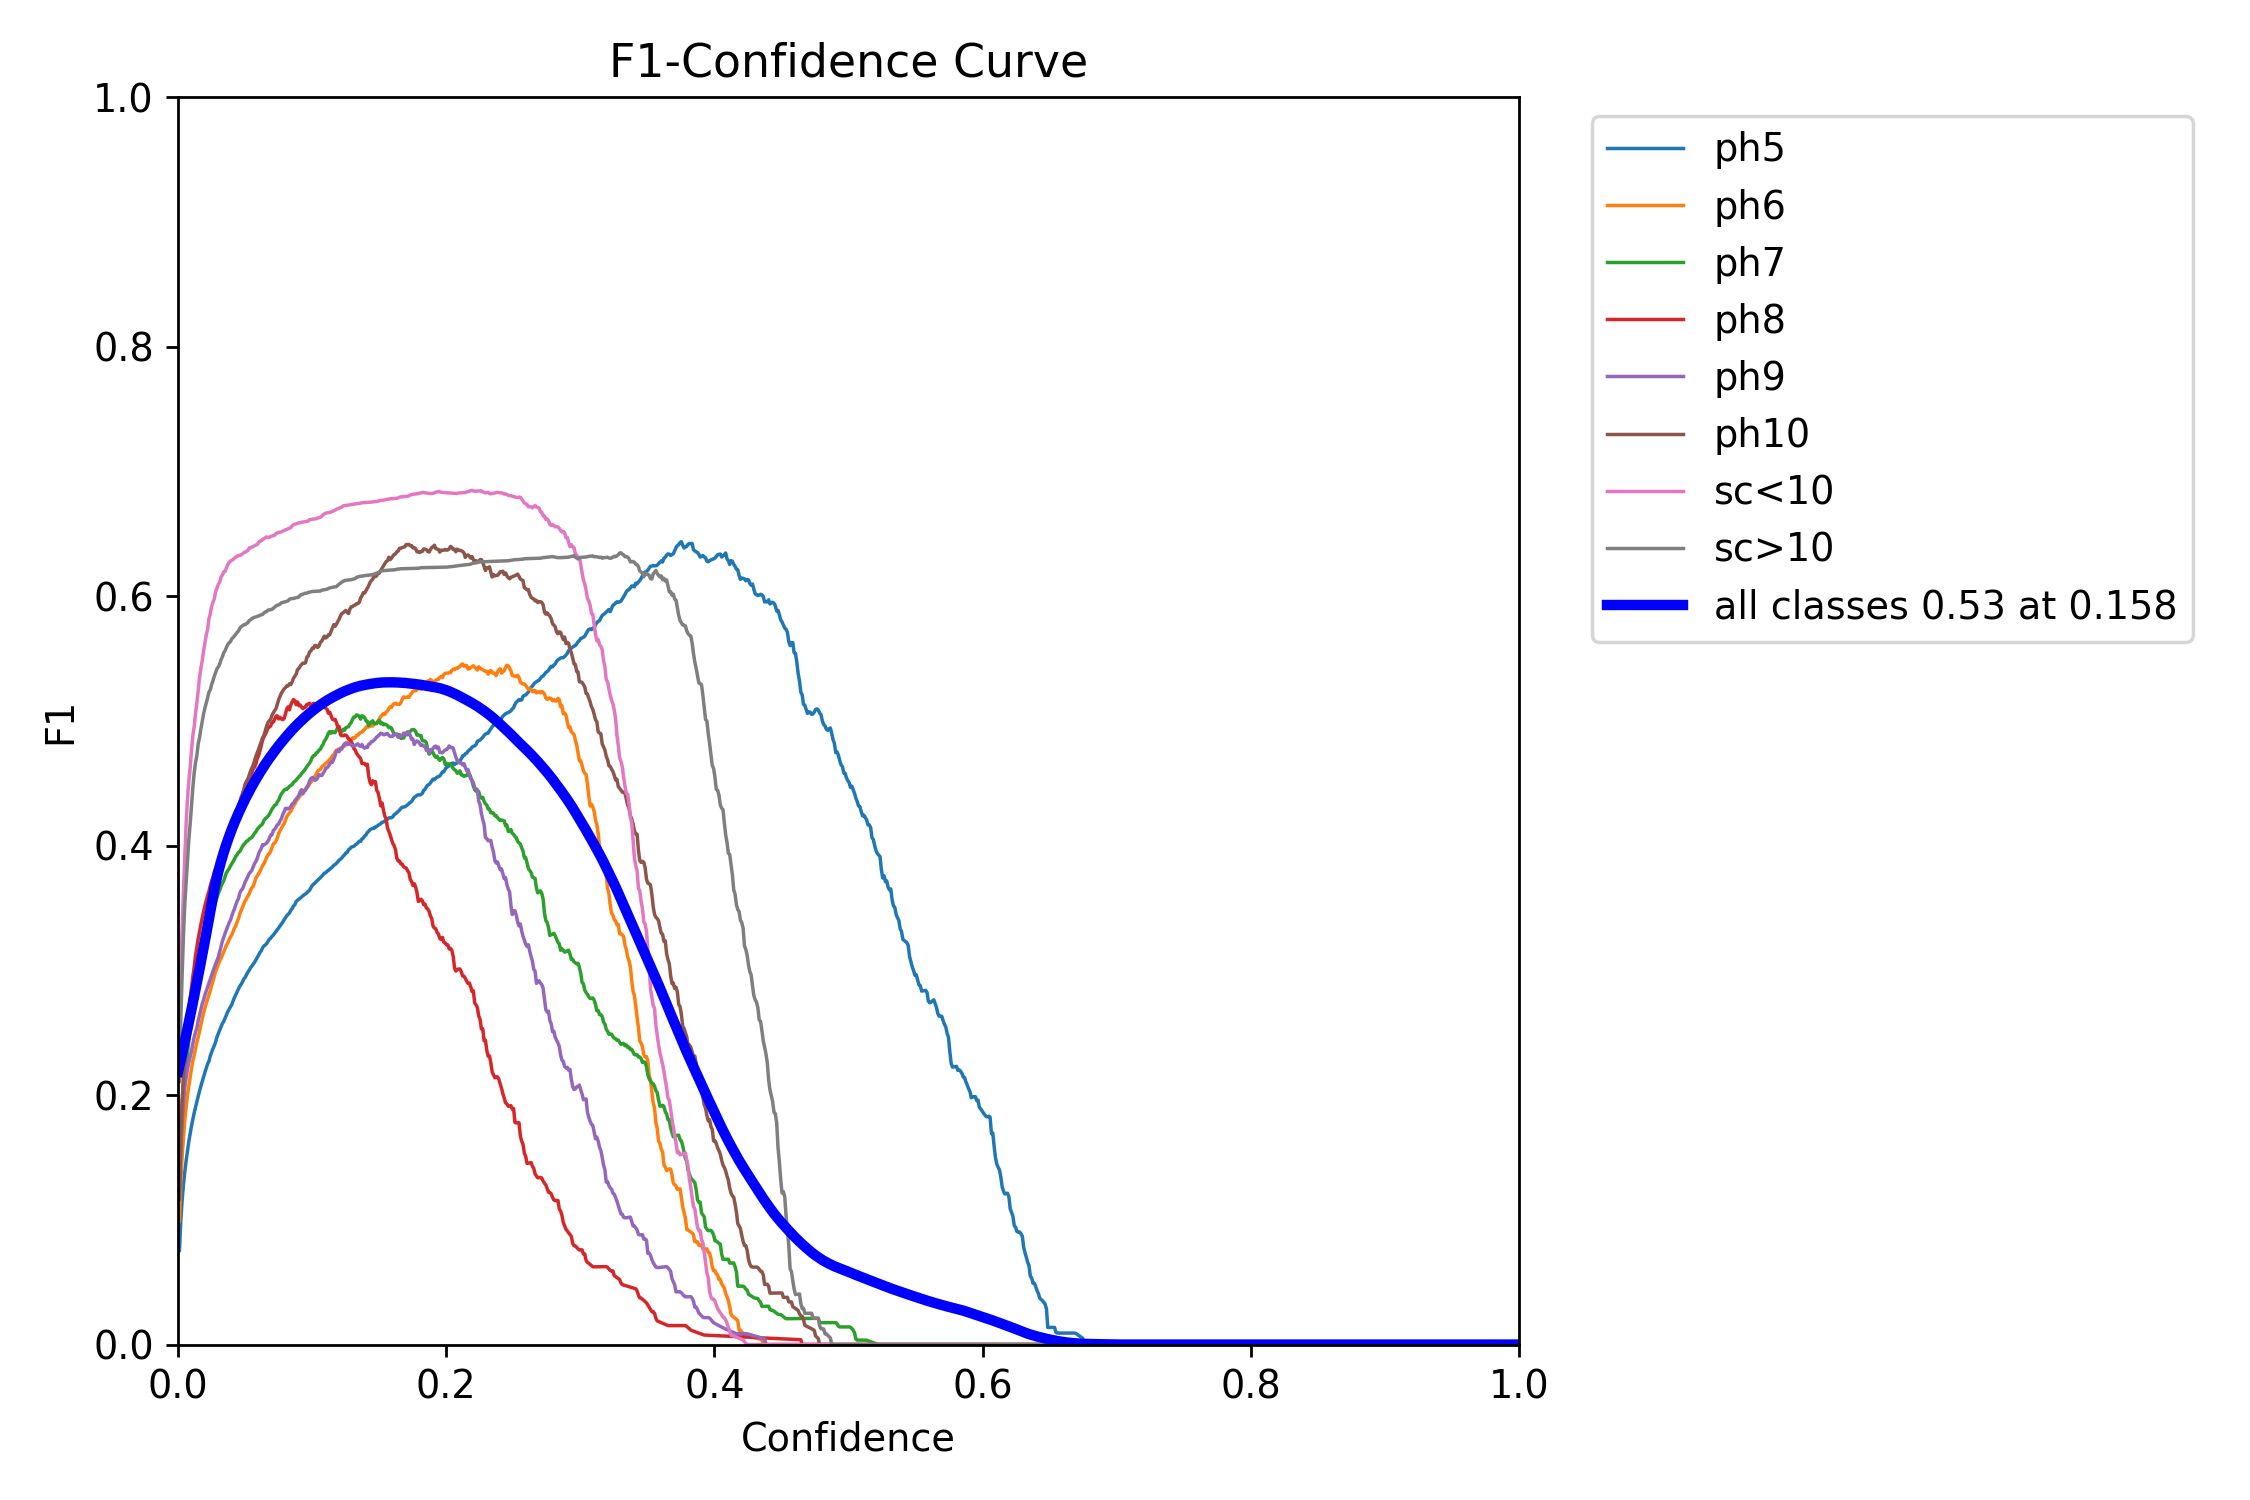 F1-Confidence Curve
1.0
0.8
0.6
0.4
0.2
0.0
F1
0.0 0.2 0.4 0.6 0.8 1.0
Confidence
ph5
ph6
ph7
ph8
ph9
ph10
sc<10
sc>10
all classes 0.53 at 0.158